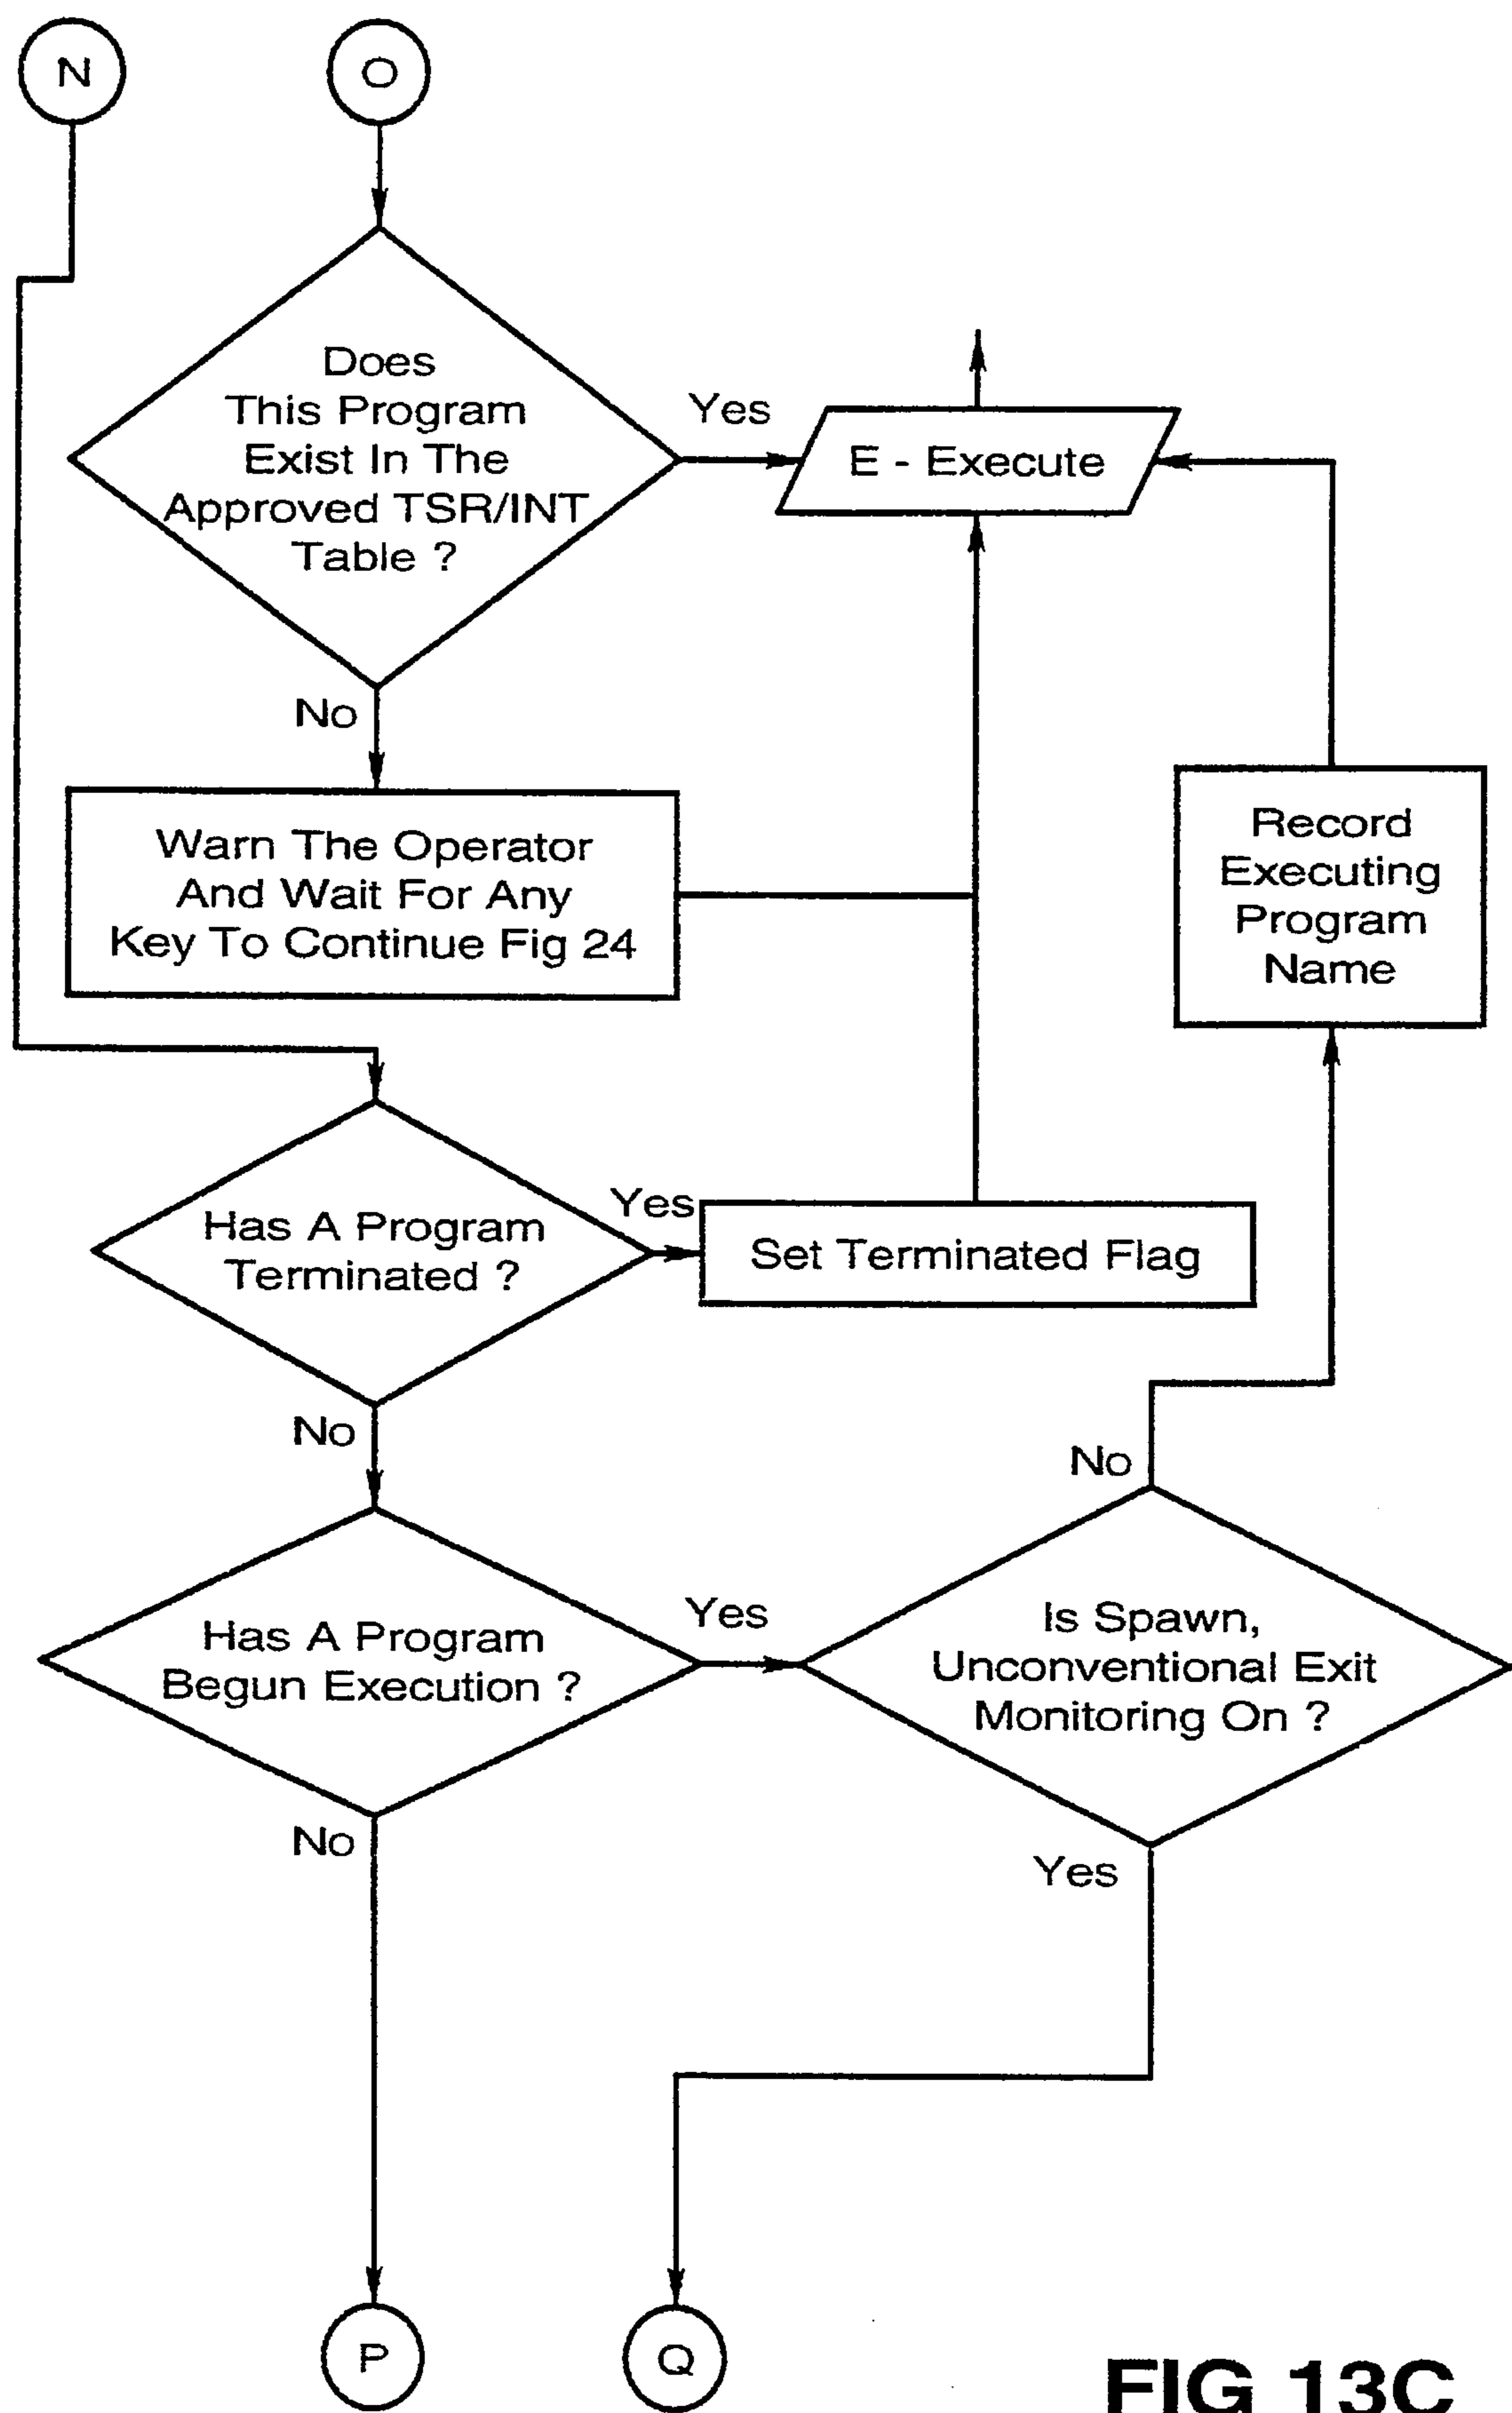 N
O
Does
This Program
Exist In The
Approved TSR/INT
Table ?
Yes
E - Execute
No
Warn The Operator
And Wait For Any
Key To Continue Fig 24
Record
Executing
Program
Name
Has A Program
Terminated ?
Yes
Set Terminated Flag
No
No
Has A Program
Begun Execution ?
Yes
Is Spawn,
Unconventional Exit
Monitoring On ?
No
Yes
P
Q
FIG 13C